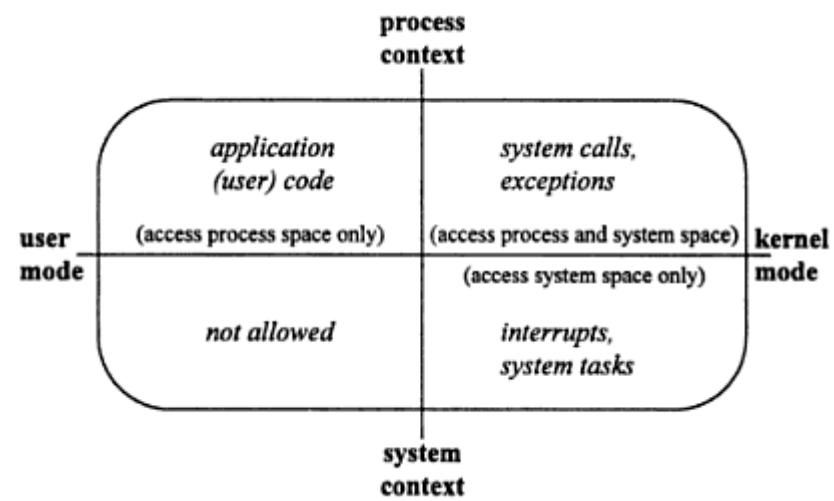 process
context
application
(user) code
system calls,
exceptions
user
mode
(access process space only)
(access process and system space)
kernel
mode
(access system space only)
not allowed
interrupts,
system tasks
system
context